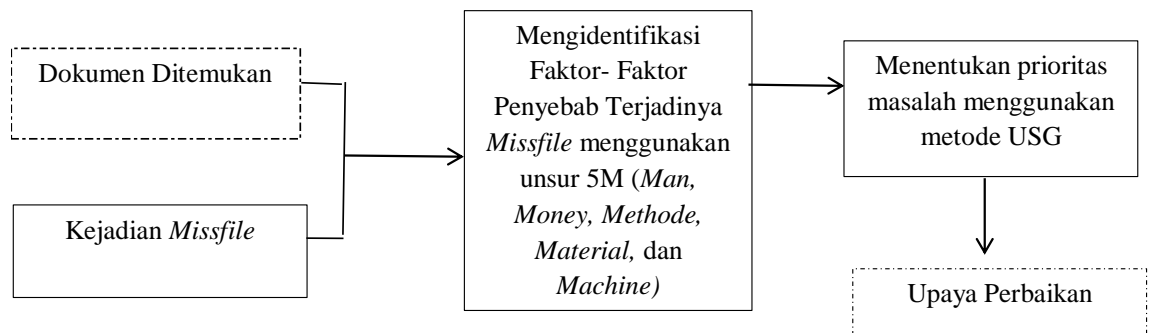 Dokumen Ditemukan
Kejadian Missfile
Mengidentifikasi
Faktor- Faktor
Penyebab Terjadinya
Missfile menggunakan
unsur 5M (Man,
Money, Methode,
Material, dan
Machine)
Menentukan prioritas
masalah menggunakan
metode USG
Upaya Perbaikan